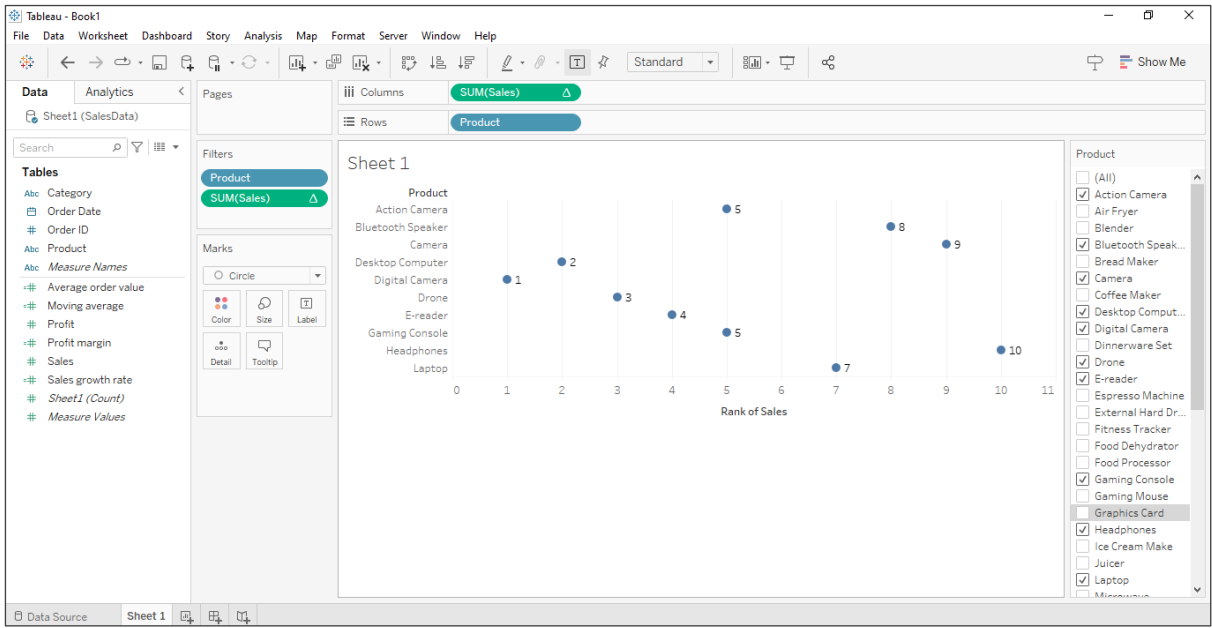 Tableau - Book1
File Data Worksheet Dashboard Story Analysis Map Format Server Window Help
Standard
Show Me
Data Analytics
Sheet1 (SalesData)
Search
Tables
Abc Category
Order Date
# Order ID
Abc Product
Abc Measure Names
=# Average order value
=# Moving average
# Profit
=# Profit margin
# Sales
=# Sales growth rate
# Sheet1 (Count)
# Measure Values
Pages
Filters
Product
SUM(Sales)
Marks
Circle
Color Size Label
Detail Tooltip
Columns SUM(Sales)
Rows Product
Sheet 1
Product
Action Camera 5
Bluetooth Speaker 8
Camera 9
Desktop Computer 2
Digital Camera 1
Drone 3
E-reader 4
Gaming Console 5
Headphones 10
Laptop 7
0 1 2 3 4 5 6 7 8 9 10 11
Rank of Sales
Product
(All)
Action Camera
Air Fryer
Blender
Bluetooth Speak...
Bread Maker
Camera
Coffee Maker
Desktop Comput...
Digital Camera
Dinnerware Set
Drone
E-reader
Espresso Machine
External Hard Dr...
Fitness Tracker
Food Dehydrator
Food Processor
Gaming Console
Gaming Mouse
Graphics Card
Headphones
Ice Cream Make
Juicer
Laptop
Microwave
Data Source Sheet 1